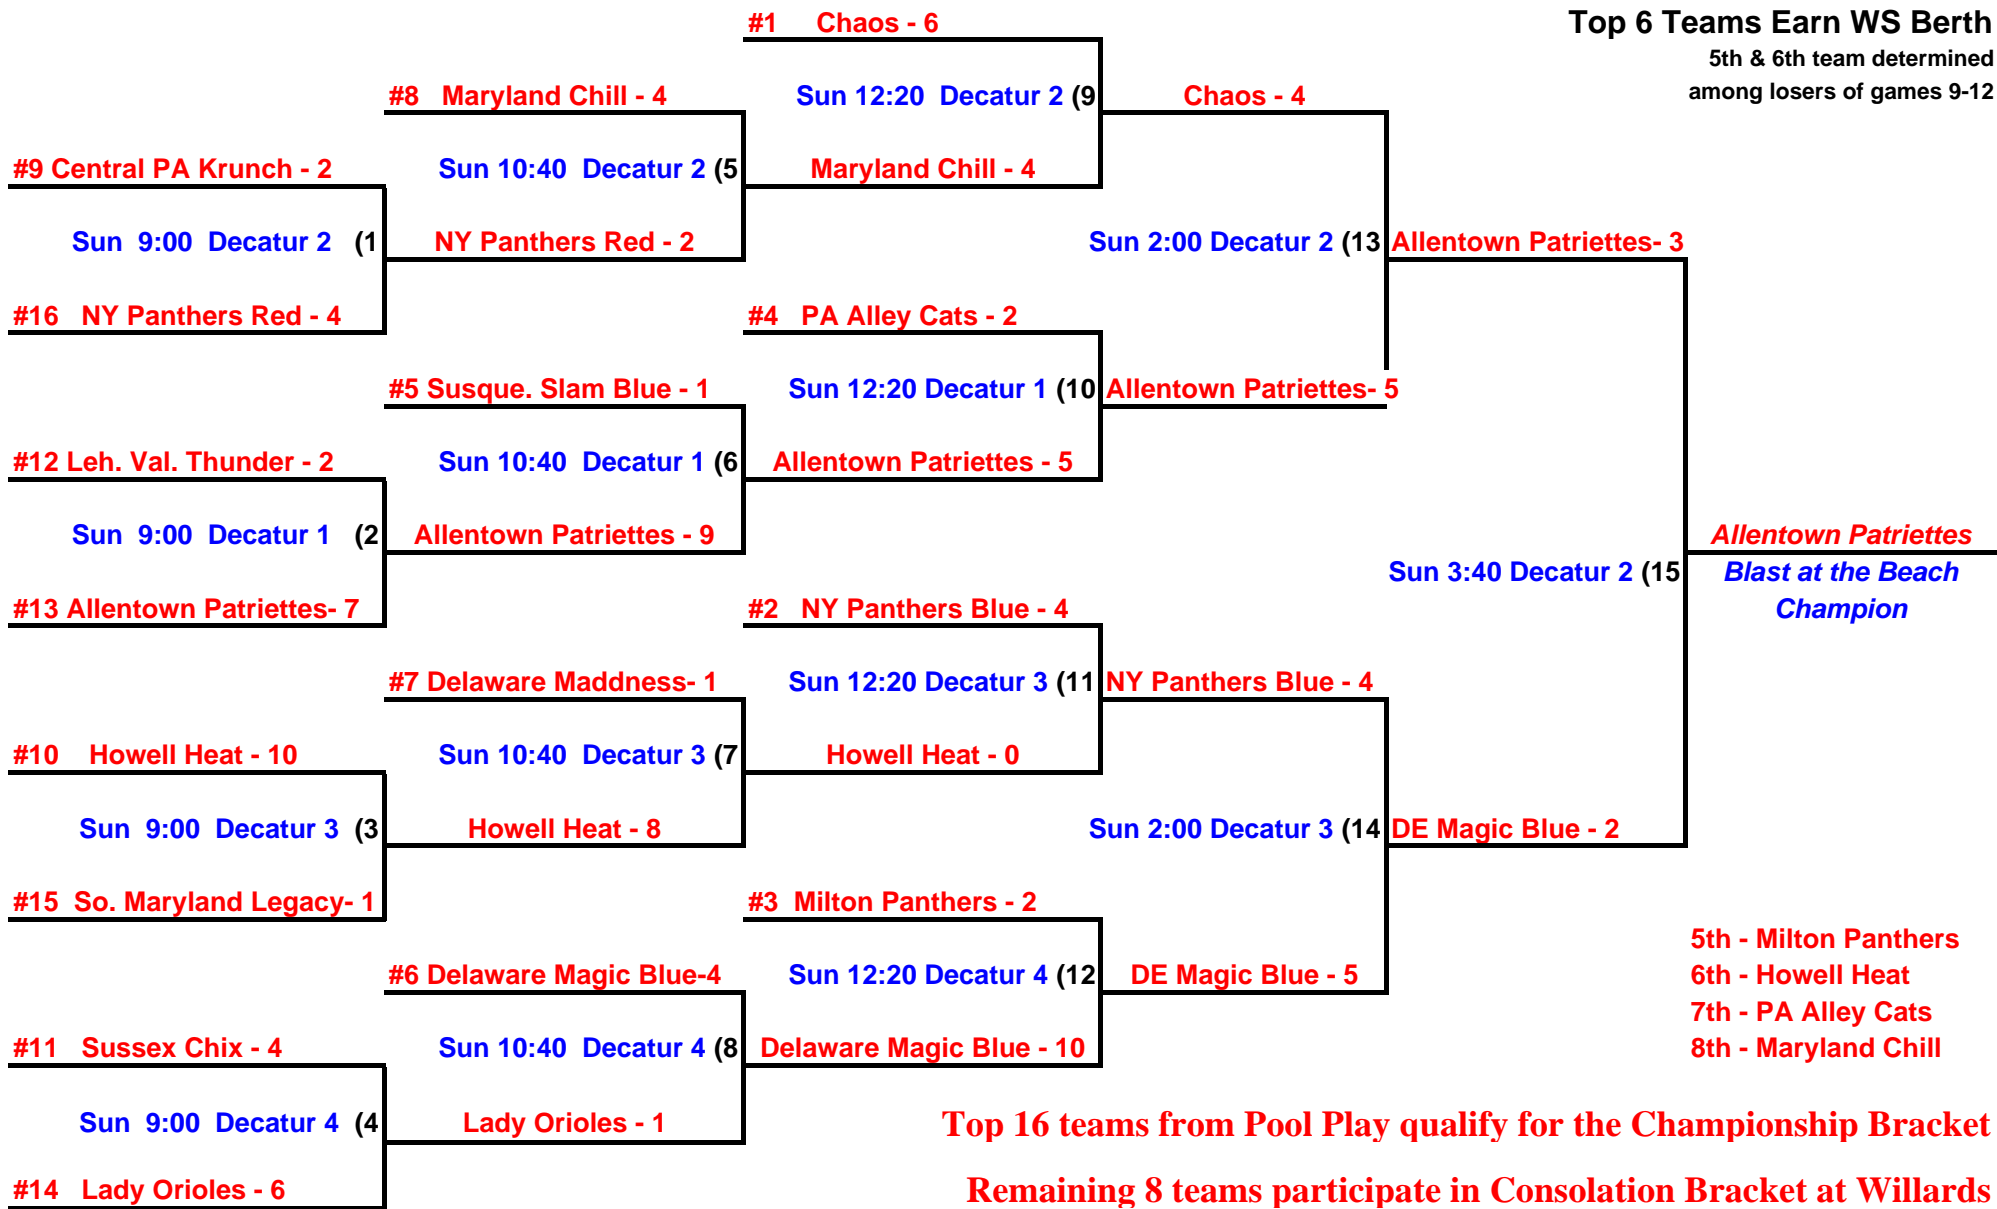 #1 Chaos - 6
Top 6 Teams Earn WS Berth
5th & 6th team determined
among losers of games 9-12
#8 Maryland Chill - 4
Sun 12:20 Decatur 2 (9
Chaos - 4
#9 Central PA Krunch - 2
Sun 10:40 Decatur 2 (5
Maryland Chill - 4
Sun 9:00 Decatur 2 (1
NY Panthers Red - 2
Sun 2:00 Decatur 2 (13
Allentown Patriettes- 3
#16 NY Panthers Red - 4
#4 PA Alley Cats - 2
#5 Susque. Slam Blue - 1
Sun 12:20 Decatur 1 (10
Allentown Patriettes- 5
#12 Leh. Val. Thunder - 2
Sun 10:40 Decatur 1 (6
Allentown Patriettes - 5
Sun 9:00 Decatur 1 (2
Allentown Patriettes - 9
Allentown Patriettes
Sun 3:40 Decatur 2 (15
Blast at the Beach
Champion
#13 Allentown Patriettes- 7
#2 NY Panthers Blue - 4
#7 Delaware Maddness- 1
Sun 12:20 Decatur 3 (11
NY Panthers Blue - 4
#10 Howell Heat - 10
Sun 10:40 Decatur 3 (7
Howell Heat - 0
Sun 9:00 Decatur 3 (3
Howell Heat - 8
Sun 2:00 Decatur 3 (14
DE Magic Blue - 2
#15 So. Maryland Legacy- 1
#3 Milton Panthers - 2
5th - Milton Panthers
#6 Delaware Magic Blue-4
Sun 12:20 Decatur 4 (12
DE Magic Blue - 5
6th - Howell Heat
7th - PA Alley Cats
#11 Sussex Chix - 4
Sun 10:40 Decatur 4 (8
Delaware Magic Blue - 10
8th - Maryland Chill
Sun 9:00 Decatur 4 (4
Lady Orioles - 1
Top 16 teams from Pool Play qualify for the Championship Bracket
#14 Lady Orioles - 6
Remaining 8 teams participate in Consolation Bracket at Willards